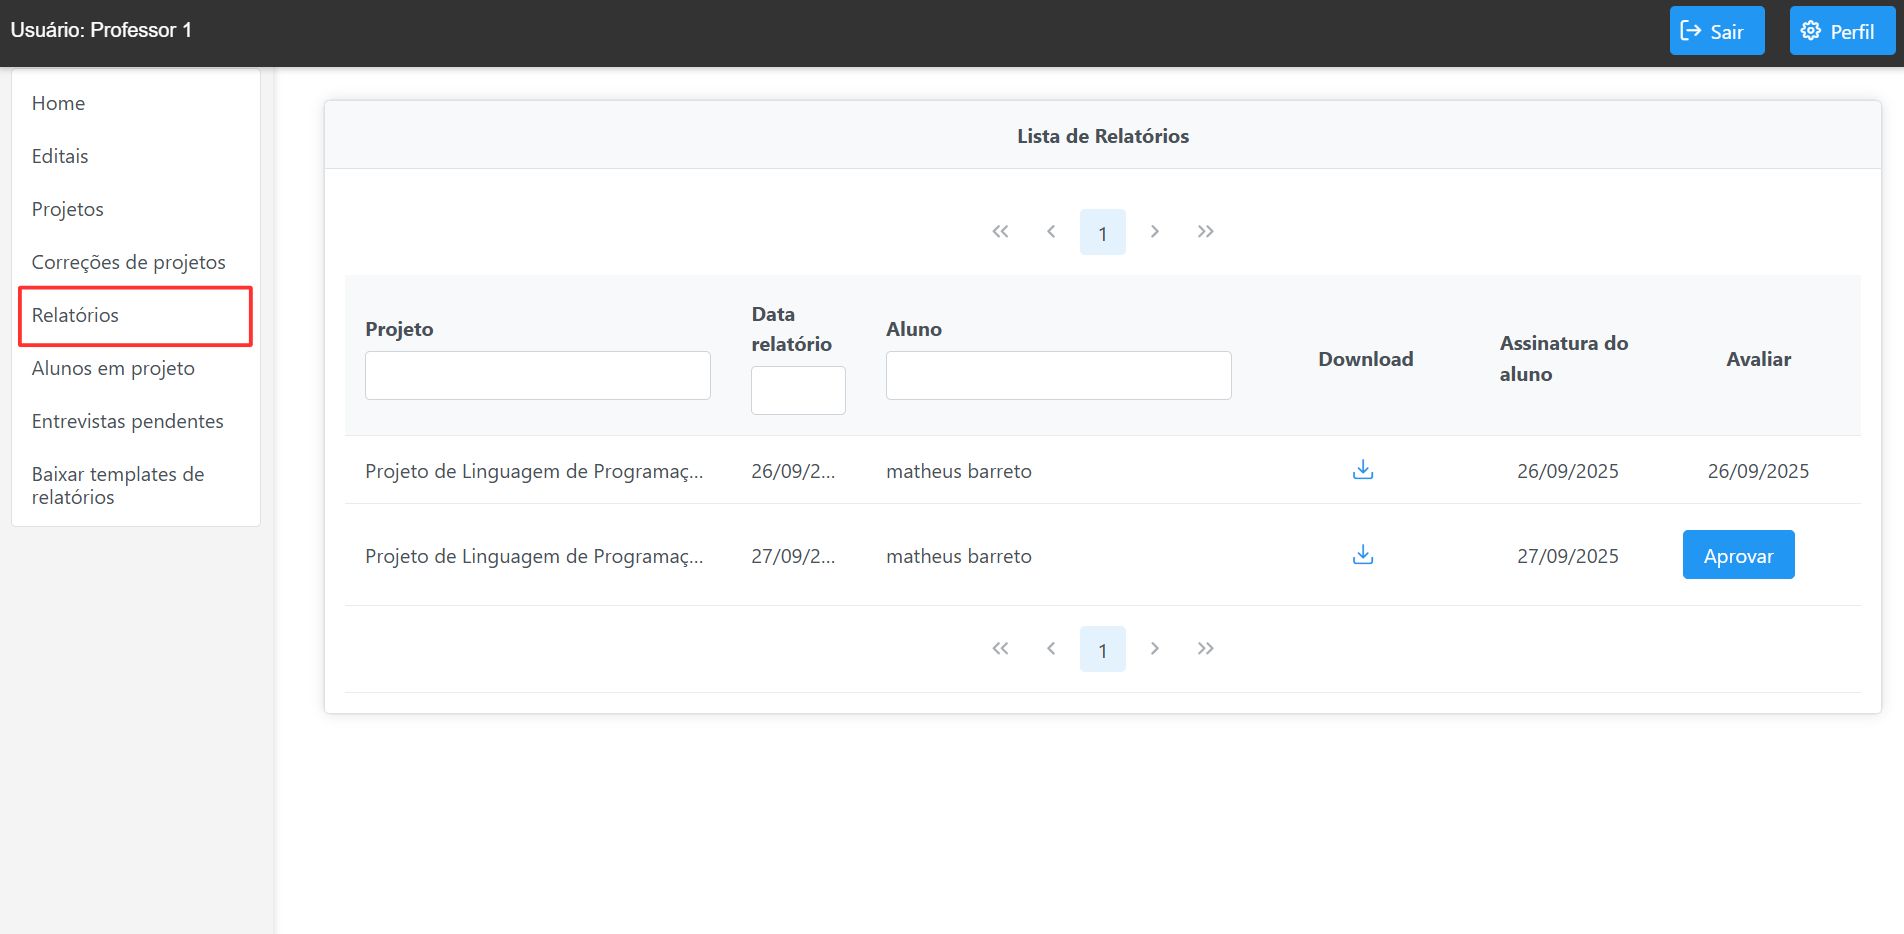 Usuário: Professor 1
Sair
Perfil
Home
Editais
Projetos
Correções de projetos
Relatórios
Alunos em projeto
Entrevistas pendentes
Baixar templates de
relatórios
Lista de Relatórios
1
Projeto
Data
relatório
Aluno
Download
Assinatura do
aluno
Avaliar
Projeto de Linguagem de Programaç... 26/09/2... matheus barreto 26/09/2025 26/09/2025
Projeto de Linguagem de Programaç... 27/09/2... matheus barreto 27/09/2025 Aprovar
1